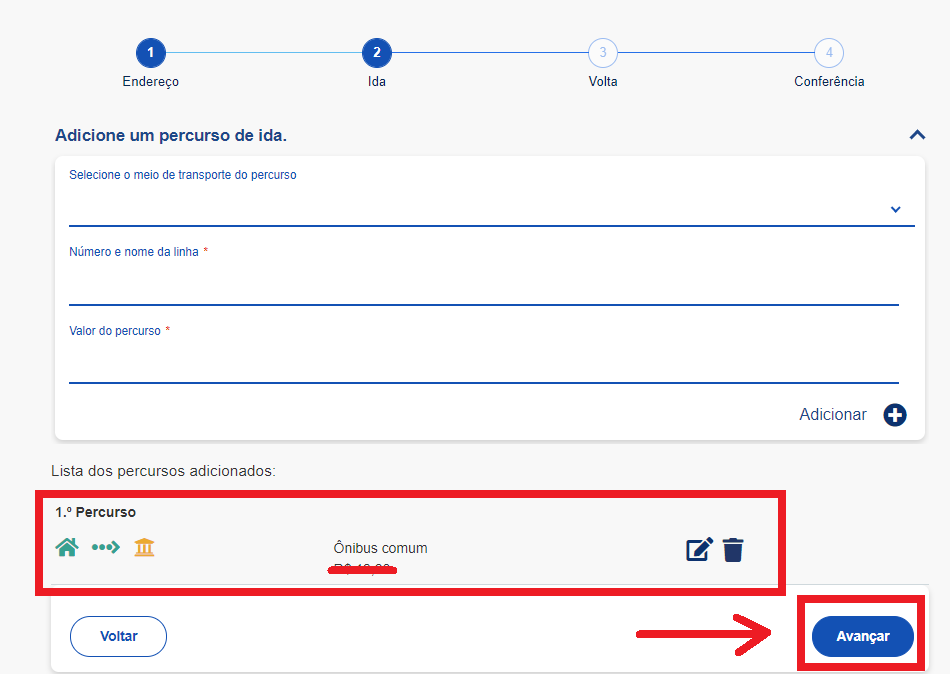 1
2
3
4
Endereço
Ida
Volta
Conferência
Adicione um percurso de ida.
Selecione o meio de transporte do percurso
Número e nome da linha *
Valor do percurso *
Adicionar
Lista dos percursos adicionados:
1.º Percurso
Ônibus comum
Voltar
Avançar